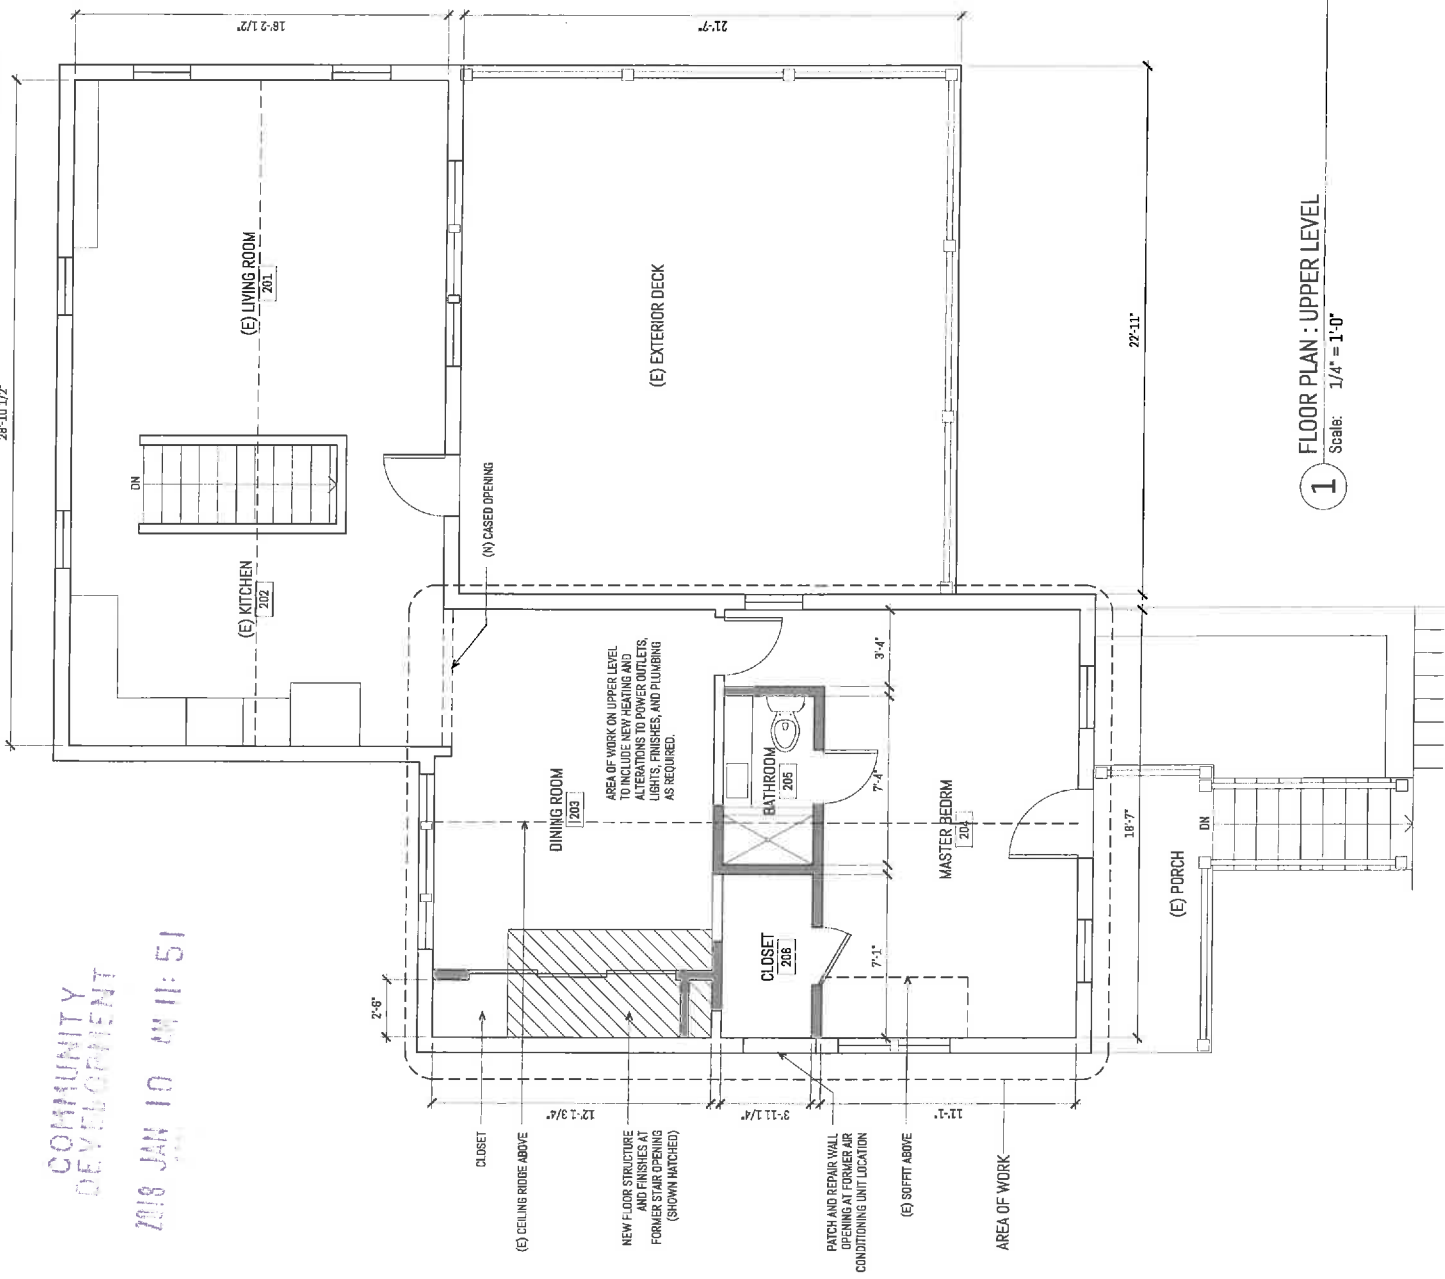 COMMUNITY
DEVELOPMENT
2018 JAN 10 AM 11:51
28'-10 1/2"
16'-2 1/2"
21'-7"
(E) LIVING ROOM
201
DN
(E) KITCHEN
202
(E) EXTERIOR DECK
(N) CASED OPENING
22'-11"
DINING ROOM
203
AREA OF WORK ON UPPER LEVEL
TO INCLUDE NEW HEATING AND
ALTERATIONS TO POWER OUTLETS,
LIGHTS, FINISHES, AND PLUMBING
AS REQUIRED.
BATHROOM
205
3'-4"
7'-4"
7'-1"
MASTER BEDRM
204
CLOSET
206
18'-7"
(E) PORCH
DN
2'-6"
12'-1 3/4"
3'-11 1/4"
11'-1"
CLOSET
(E) CEILING RIDGE ABOVE
NEW FLOOR STRUCTURE
AND FINISHES AT
FORMER STAIR OPENING
(SHOWN HATCHED)
PATCH AND REPAIR WALL
OPENING AT FORMER AIR
CONDITIONING UNIT LOCATION
(E) SOFFIT ABOVE
AREA OF WORK
1
FLOOR PLAN : UPPER LEVEL
Scale: 1/4" = 1'-0"